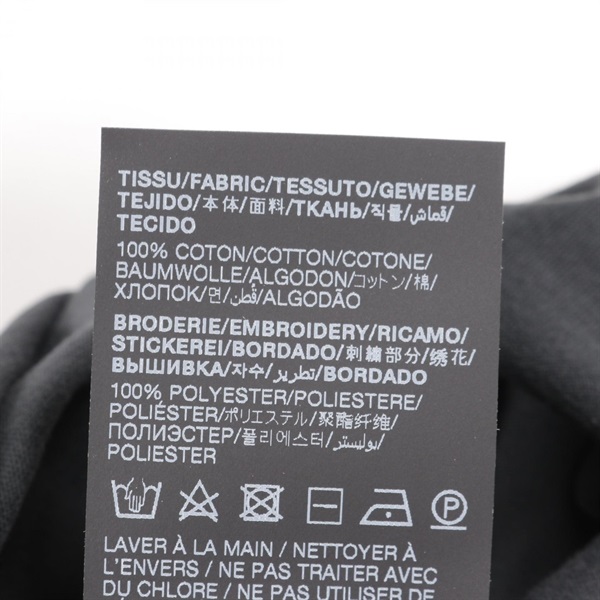 TISSU/FABRIC/TESSUTO/GEWEBE/
TEJIDO/本体/面料/ТКАНЬ/직물/قماش/
TECIDO
100% COTON/COTTON/COTONE/
BAUMWOLLE/ALGODON/コットン/棉/
ХЛОПОК/면/قطن/ALGODÃO
BRODERIE/EMBROIDERY/RICAMO/
STICKEREI/BORDADO/刺繍部分/绣花/
ВЫШИВКА/자수/تطريز/BORDADO
100% POLYESTER/POLIESTERE/
POLIÉSTER/ポリエステル/聚酯纤维/
ПОЛИЭСТЕР/폴리에스터/بوليستر/
POLIESTER
P
LAVER À LA MAIN / NETTOYER À
L'ENVERS / NE PAS TRAITER AVEC
DU CHLORE / NE PAS UTILISER DE